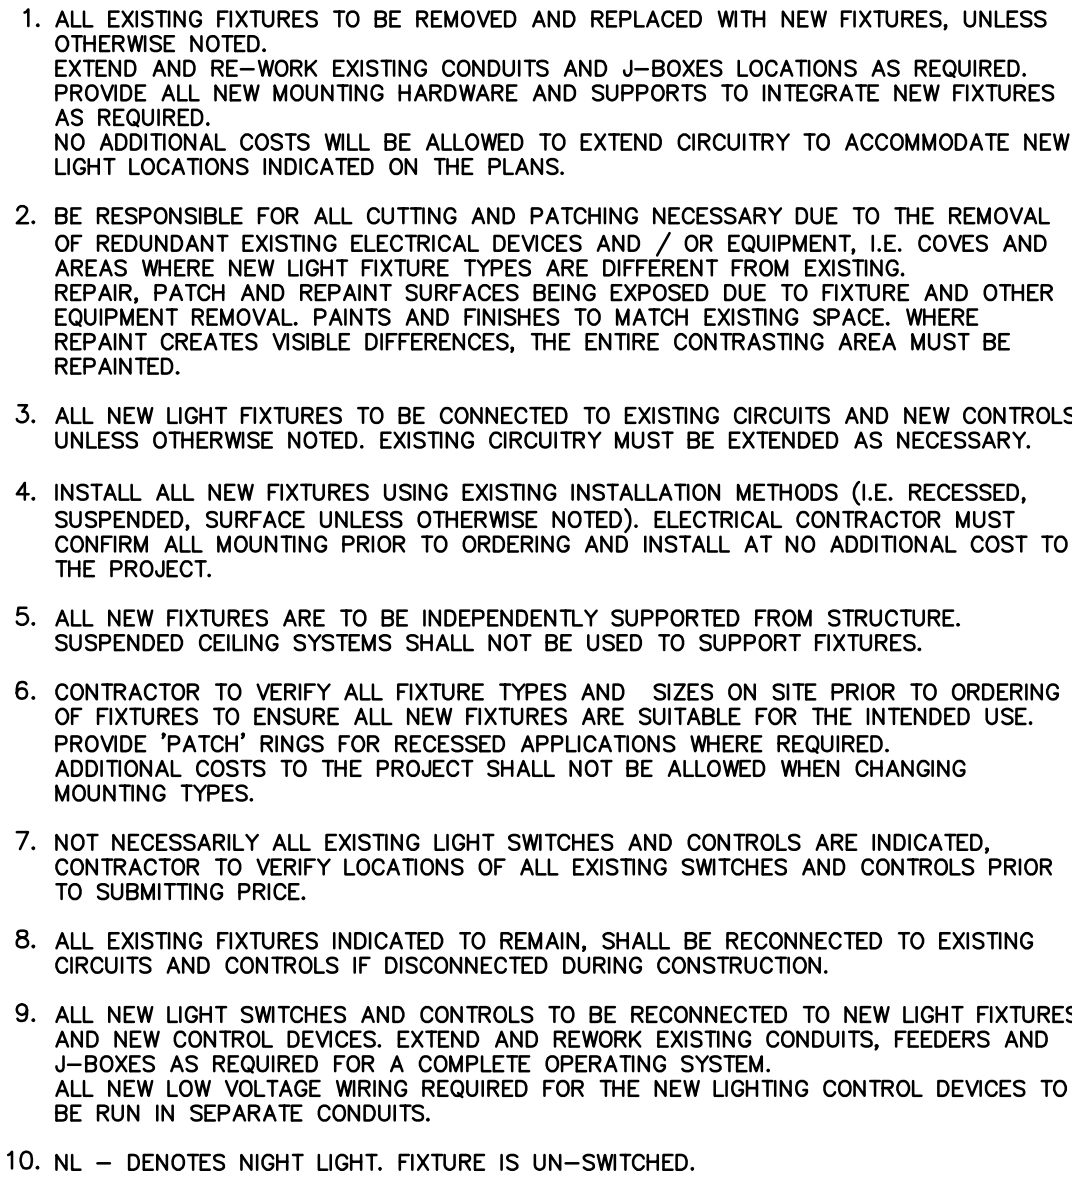 1. ALL EXISTING FIXTURES TO BE REMOVED AND REPLACED WITH NEW FIXTURES, UNLESS
OTHERWISE NOTED.
EXTEND AND RE-WORK EXISTING CONDUITS AND J-BOXES LOCATIONS AS REQUIRED.
PROVIDE ALL NEW MOUNTING HARDWARE AND SUPPORTS TO INTEGRATE NEW FIXTURES
AS REQUIRED.
NO ADDITIONAL COSTS WILL BE ALLOWED TO EXTEND CIRCUITRY TO ACCOMMODATE NEW
LIGHT LOCATIONS INDICATED ON THE PLANS.
2. BE RESPONSIBLE FOR ALL CUTTING AND PATCHING NECESSARY DUE TO THE REMOVAL
OF REDUNDANT EXISTING ELECTRICAL DEVICES AND / OR EQUIPMENT, I.E. COVES AND
AREAS WHERE NEW LIGHT FIXTURE TYPES ARE DIFFERENT FROM EXISTING.
REPAIR, PATCH AND REPAINT SURFACES BEING EXPOSED DUE TO FIXTURE AND OTHER
EQUIPMENT REMOVAL. PAINTS AND FINISHES TO MATCH EXISTING SPACE. WHERE
REPAINT CREATES VISIBLE DIFFERENCES, THE ENTIRE CONTRASTING AREA MUST BE
REPAINTED.
3. ALL NEW LIGHT FIXTURES TO BE CONNECTED TO EXISTING CIRCUITS AND NEW CONTROLS
UNLESS OTHERWISE NOTED. EXISTING CIRCUITRY MUST BE EXTENDED AS NECESSARY.
4. INSTALL ALL NEW FIXTURES USING EXISTING INSTALLATION METHODS (I.E. RECESSED,
SUSPENDED, SURFACE UNLESS OTHERWISE NOTED). ELECTRICAL CONTRACTOR MUST
CONFIRM ALL MOUNTING PRIOR TO ORDERING AND INSTALL AT NO ADDITIONAL COST TO
THE PROJECT.
5. ALL NEW FIXTURES ARE TO BE INDEPENDENTLY SUPPORTED FROM STRUCTURE.
SUSPENDED CEILING SYSTEMS SHALL NOT BE USED TO SUPPORT FIXTURES.
6. CONTRACTOR TO VERIFY ALL FIXTURE TYPES AND SIZES ON SITE PRIOR TO ORDERING
OF FIXTURES TO ENSURE ALL NEW FIXTURES ARE SUITABLE FOR THE INTENDED USE.
PROVIDE 'PATCH' RINGS FOR RECESSED APPLICATIONS WHERE REQUIRED.
ADDITIONAL COSTS TO THE PROJECT SHALL NOT BE ALLOWED WHEN CHANGING
MOUNTING TYPES.
7. NOT NECESSARILY ALL EXISTING LIGHT SWITCHES AND CONTROLS ARE INDICATED,
CONTRACTOR TO VERIFY LOCATIONS OF ALL EXISTING SWITCHES AND CONTROLS PRIOR
TO SUBMITTING PRICE.
8. ALL EXISTING FIXTURES INDICATED TO REMAIN, SHALL BE RECONNECTED TO EXISTING
CIRCUITS AND CONTROLS IF DISCONNECTED DURING CONSTRUCTION.
9. ALL NEW LIGHT SWITCHES AND CONTROLS TO BE RECONNECTED TO NEW LIGHT FIXTURES
AND NEW CONTROL DEVICES. EXTEND AND REWORK EXISTING CONDUITS, FEEDERS AND
J-BOXES AS REQUIRED FOR A COMPLETE OPERATING SYSTEM.
ALL NEW LOW VOLTAGE WIRING REQUIRED FOR THE NEW LIGHTING CONTROL DEVICES TO
BE RUN IN SEPARATE CONDUITS.
10. NL - DENOTES NIGHT LIGHT. FIXTURE IS UN-SWITCHED.